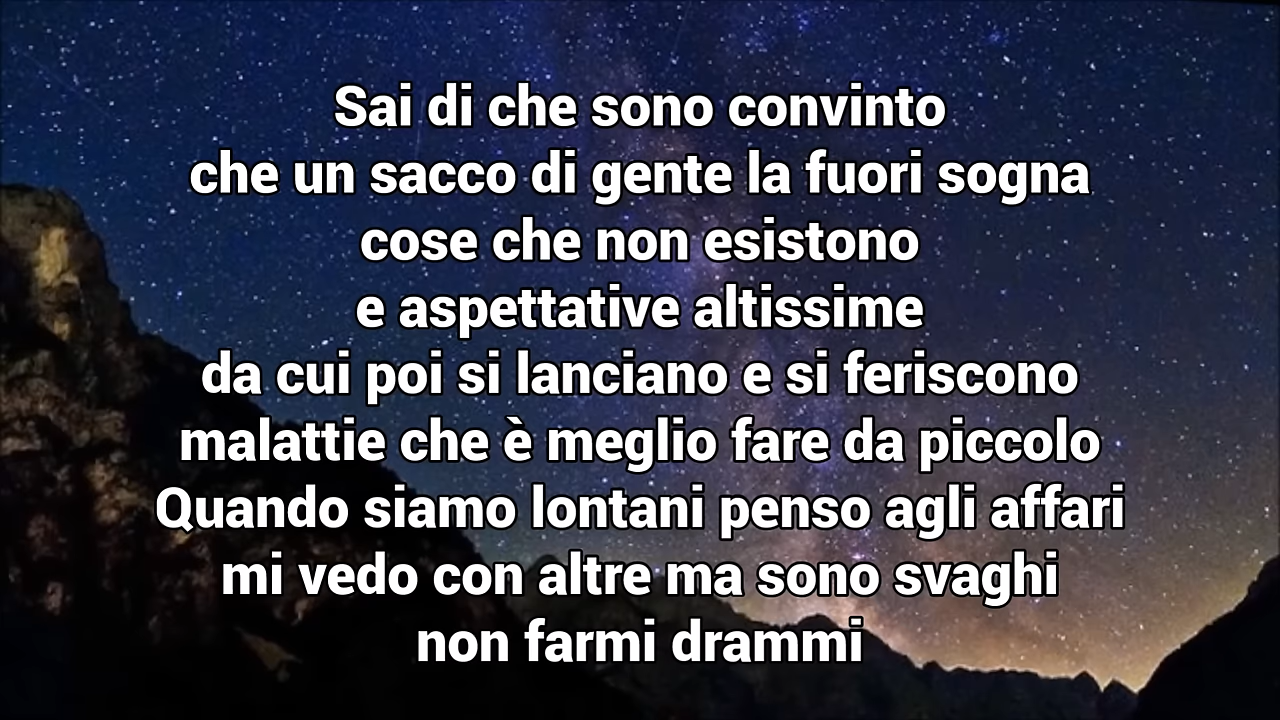 Sai di che sono convinto
che un sacco di gente la fuori sogna
cose che non esistono
e aspettative altissime
da cui poi si lanciano e si feriscono
malattie che è meglio fare da piccolo
Quando siamo lontani penso agli affari
mi vedo con altre ma sono svaghi
non farmi drammi